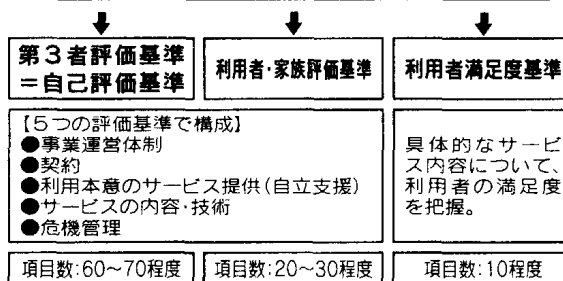 第3者評価基準
=自己評価基準
利用者・家族評価基準
利用者満足度基準
【5つの評価基準で構成】
●事業運営体制
●契約
●利用本意のサービス提供(自立支援)
●サービスの内容・技術
●危機管理
具体的なサービ
ス内容について、
利用者の満足度
を把握。
項目数:60～70程度
項目数:20～30程度
項目数:10程度